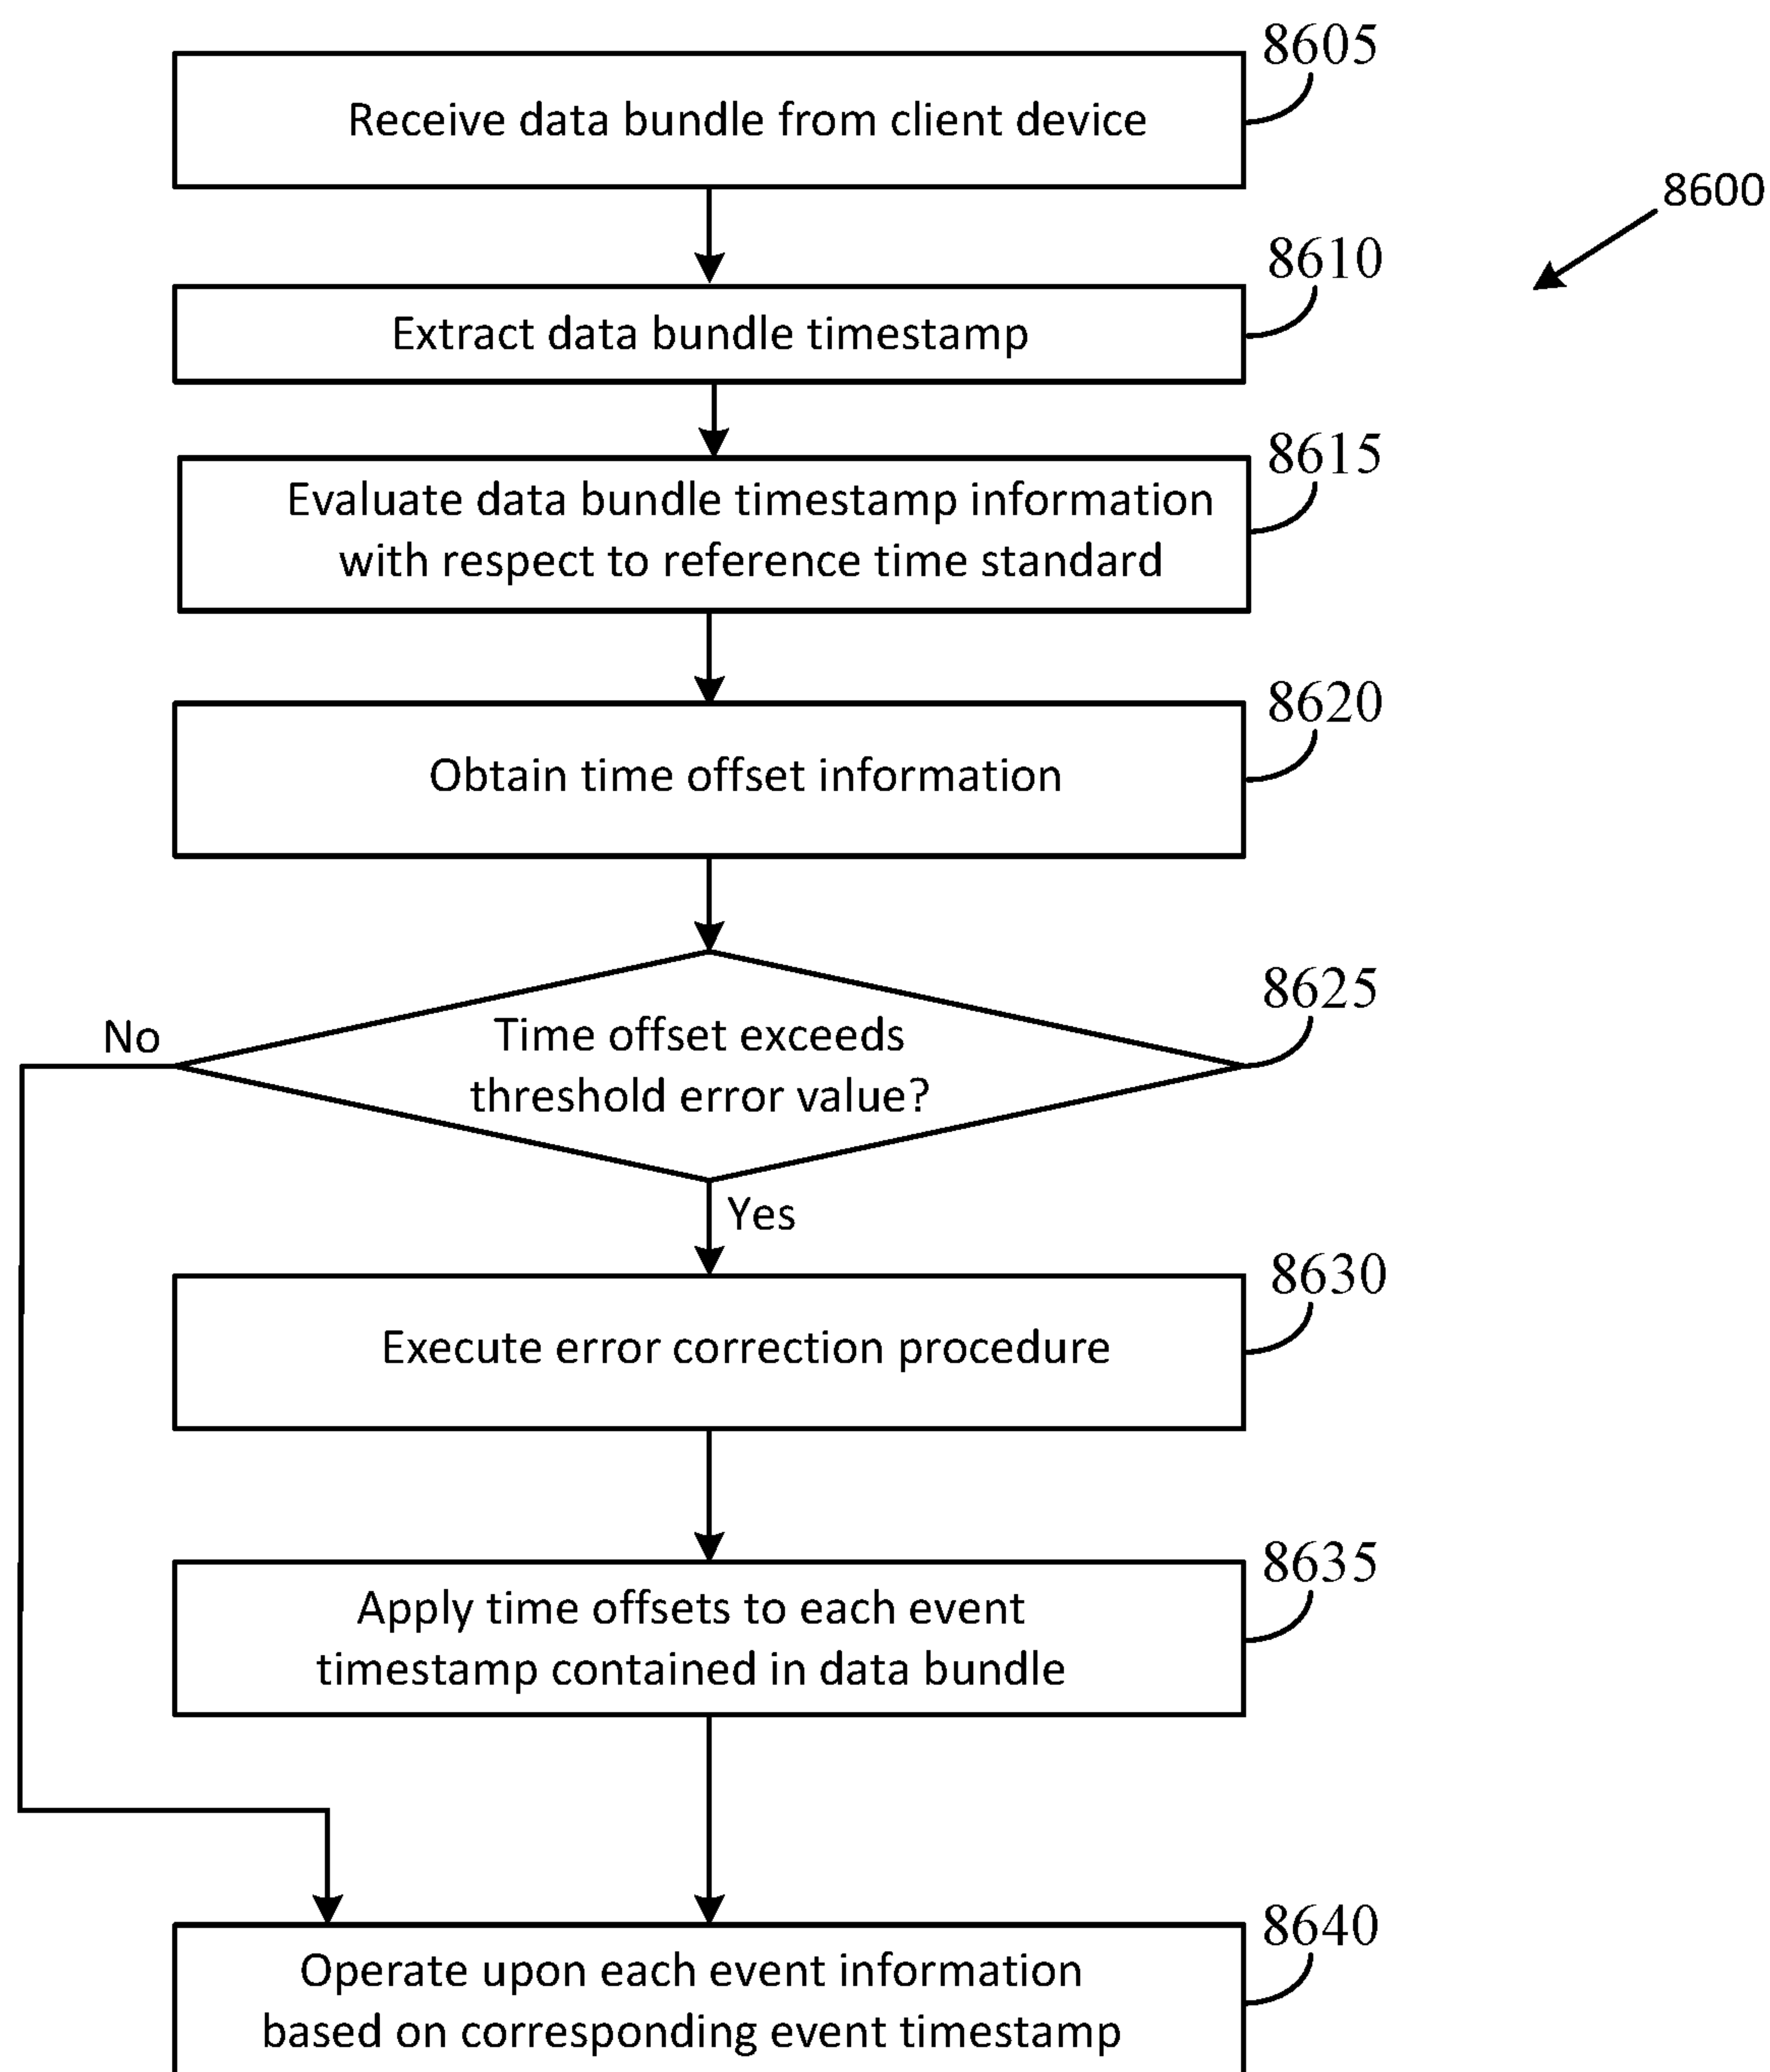 8605
Receive data bundle from client device
8600
8610
Extract data bundle timestamp
8615
Evaluate data bundle timestamp information
with respect to reference time standard
8620
Obtain time offset information
8625
No
Time offset exceeds
threshold error value?
Yes
8630
Execute error correction procedure
8635
Apply time offsets to each event
timestamp contained in data bundle
8640
Operate upon each event information
based on corresponding event timestamp